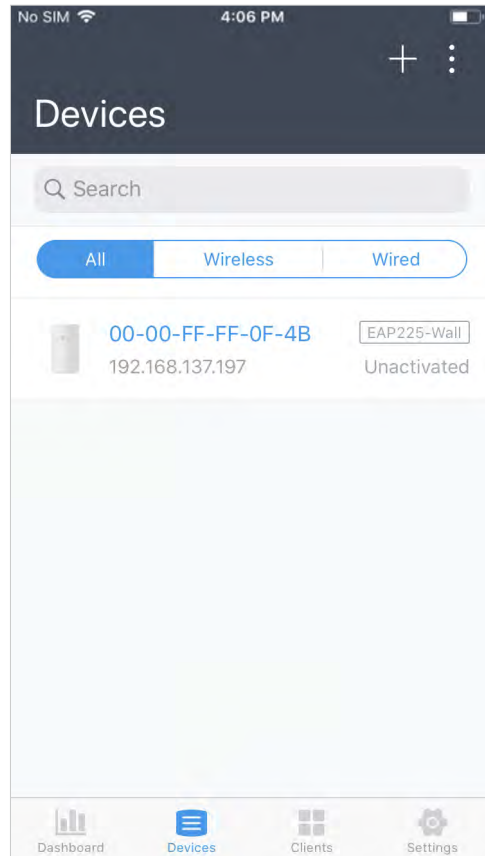 No SIM 4:06 PM
Devices
Search
All Wireless Wired
00-00-FF-FF-0F-4B EAP225-Wall
192.168.137.197 Unactivated
Dashboard Devices Clients Settings